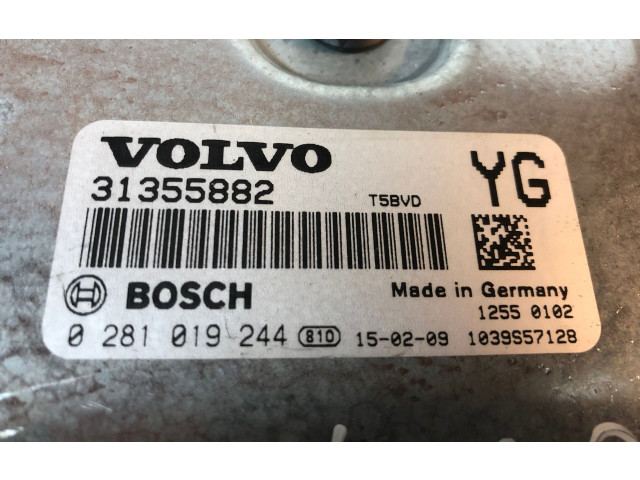 VOLVO
YG
31355882 T5BVD
BOSCH Made in Germany
1255 0102
0 281 019 244 810 15-02-09 1039S57128